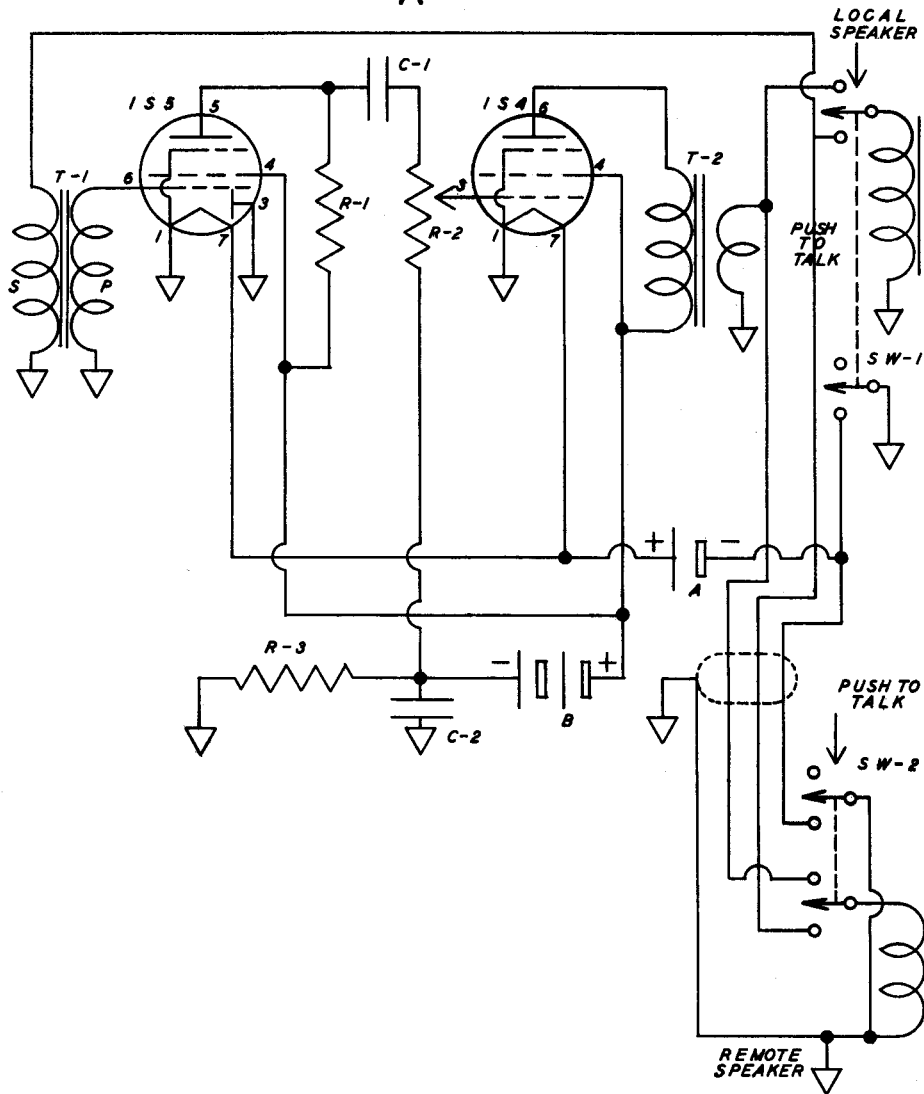 A
LOCAL
SPEAKER
C-1
1S5
5
1S4
6
4
4
T-1
6
3
R-1
3
R-2
T-2
1
7
1
7
PUSH
TO
TALK
S
P
SW-1
+
-
A
R-3
-
+
B
C-2
PUSH TO
TALK
SW-2
REMOTE
SPEAKER